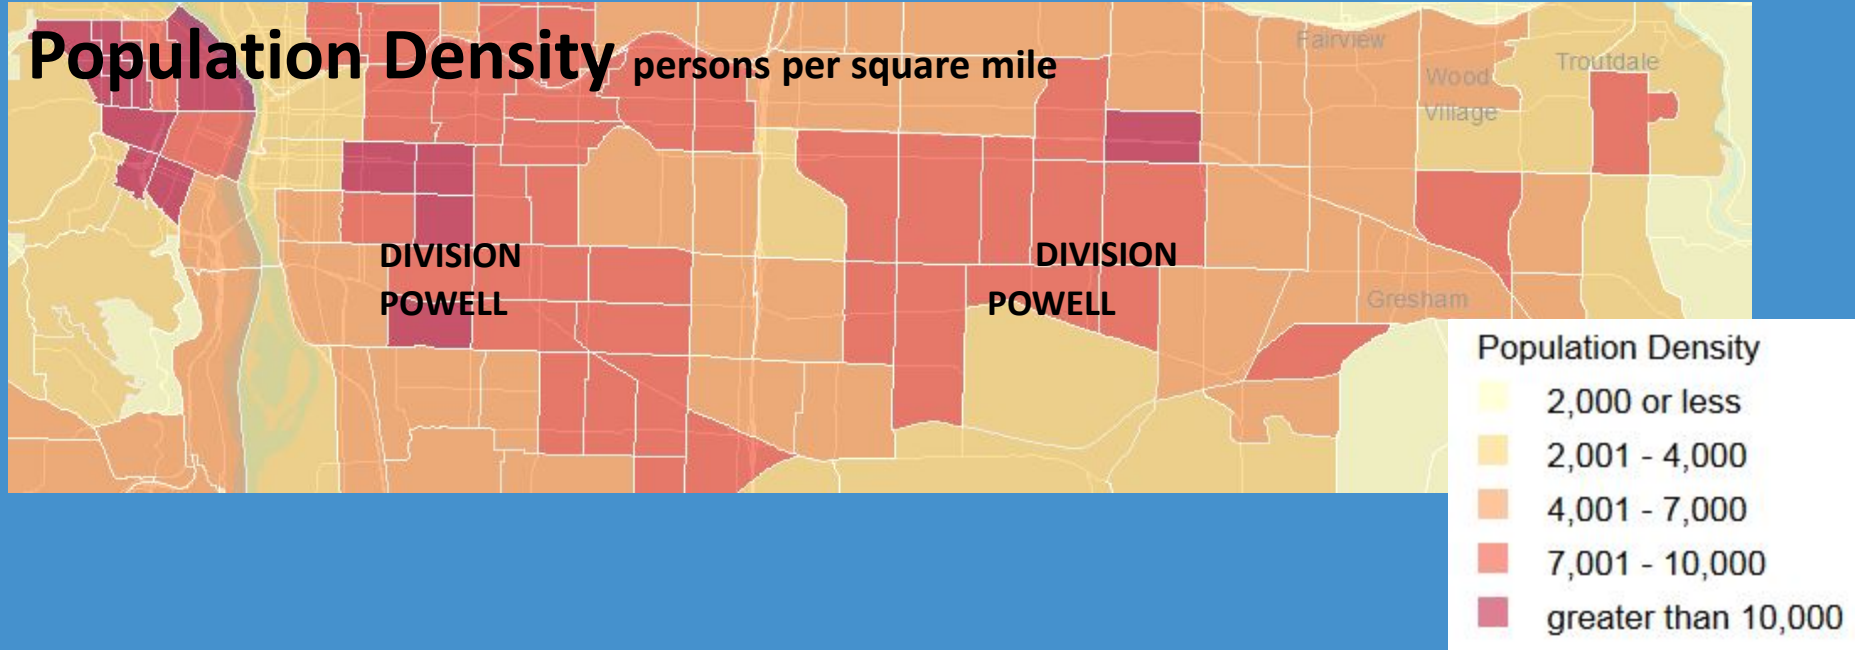 Population Density persons per square mile
Fairview
Troutdale
Wood
Village
DIVISION
POWELL
DIVISION
POWELL
Gresham
Population Density
2,000 or less
2,001 - 4,000
4,001 - 7,000
7,001 - 10,000
greater than 10,000